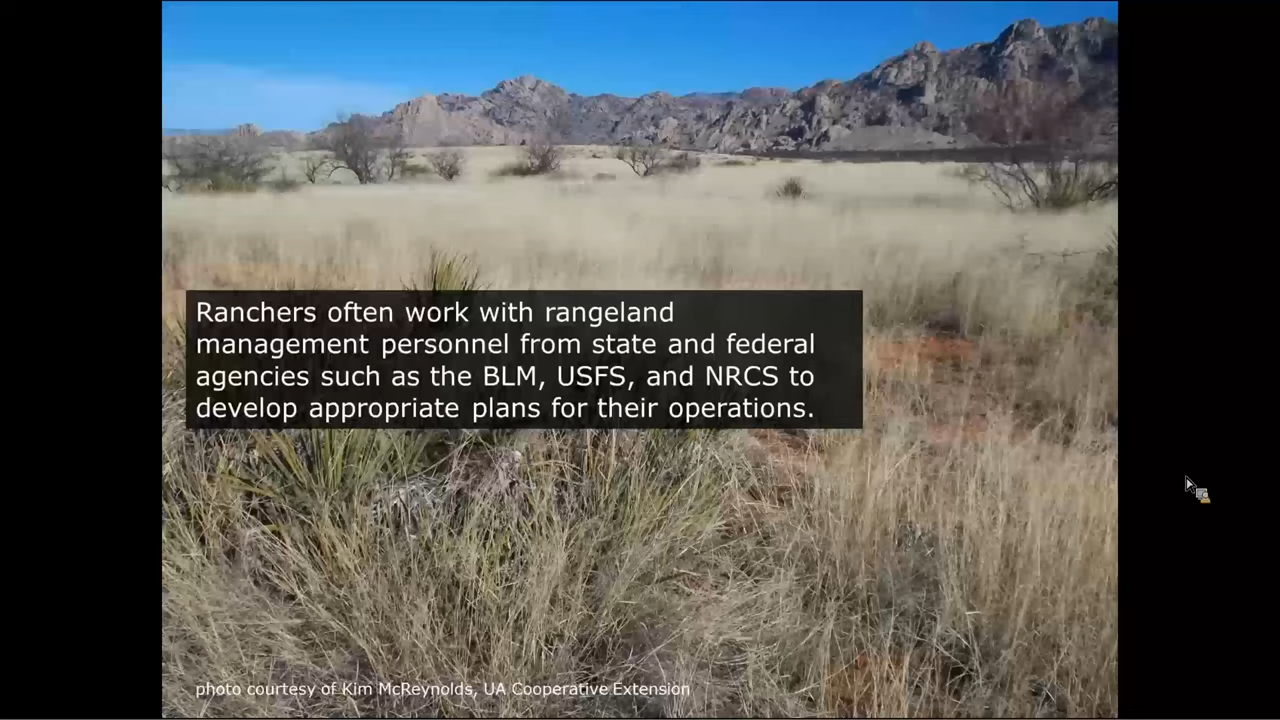 Ranchers often work with rangeland
management personnel from state and federal
agencies such as the BLM, USFS, and NRCS to
develop appropriate plans for their operations.
photo courtesy of Kim McReynolds, UA Cooperative Extension